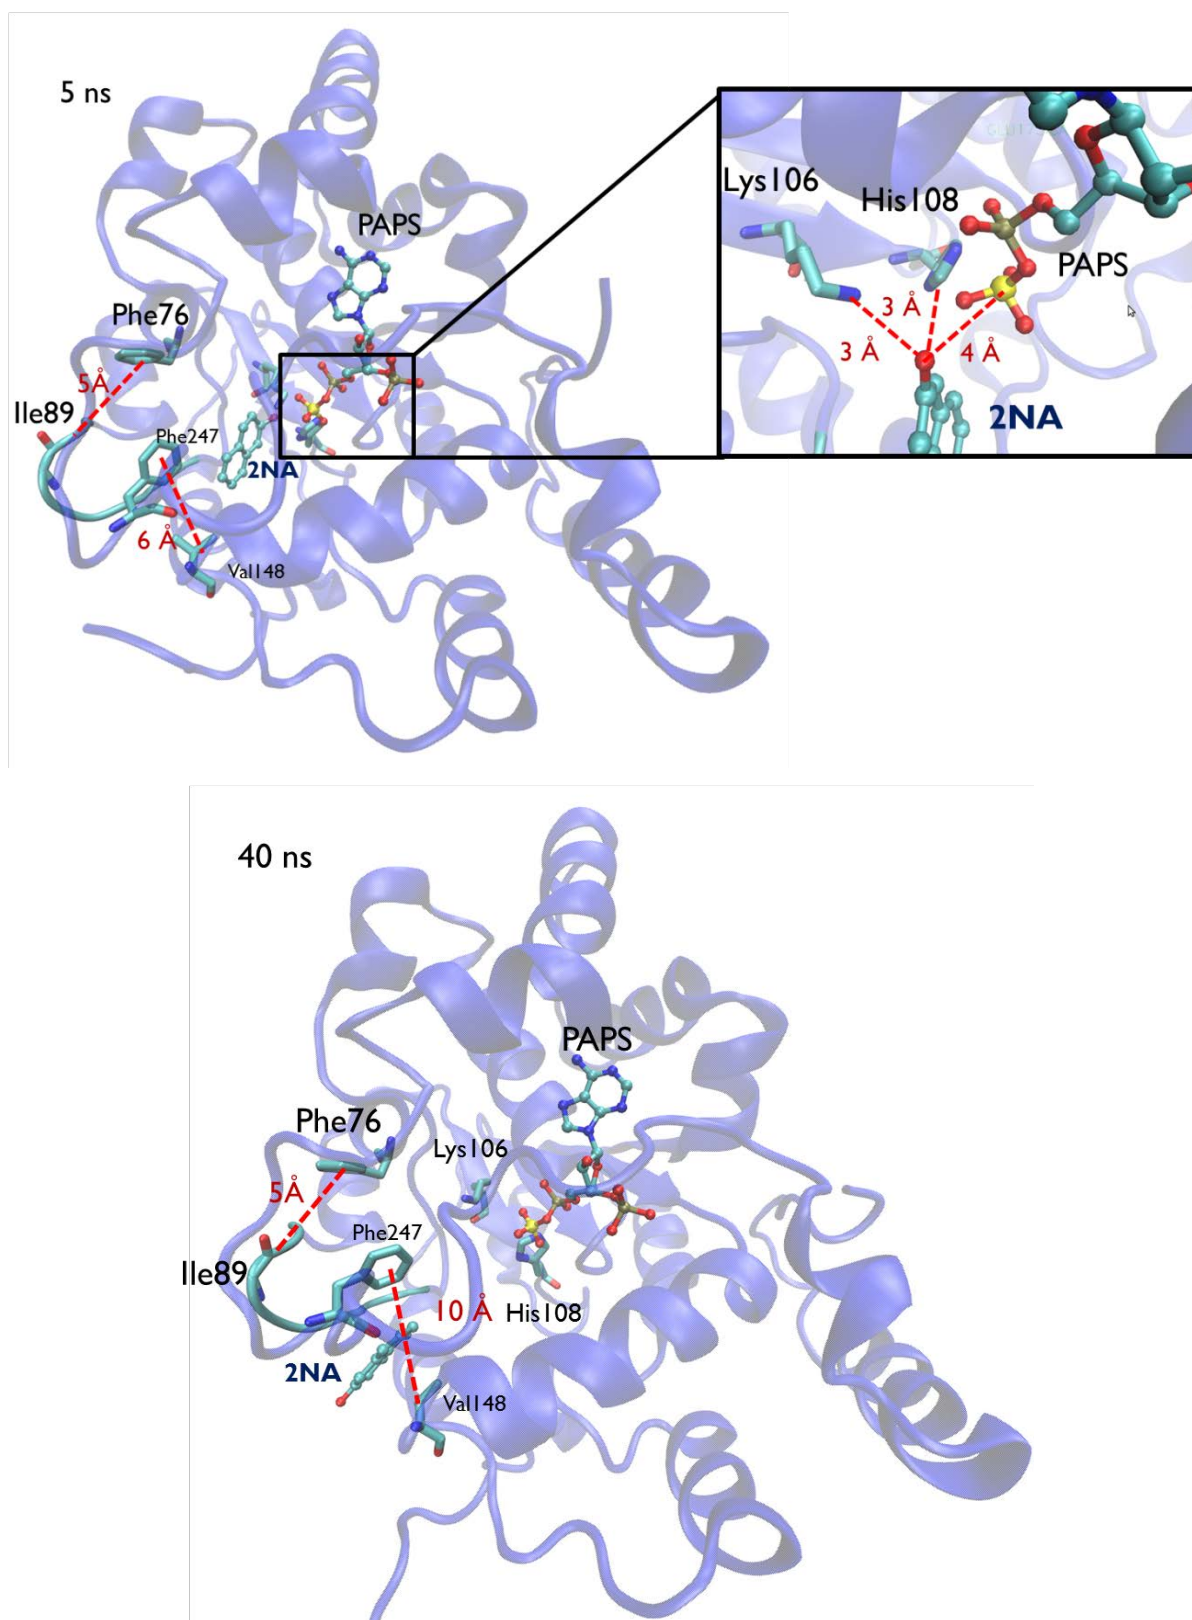 5 ns
PAPS
Phe76
5Å
Ile89
Phe247
2NA
6 Å
Val148
Lys106
His108
PAPS
3 Å
3 Å
4 Å
2NA
40 ns
PAPS
Phe76
Lys106
5Å
Phe247
Ile89
10 Å
His108
2NA
Val148